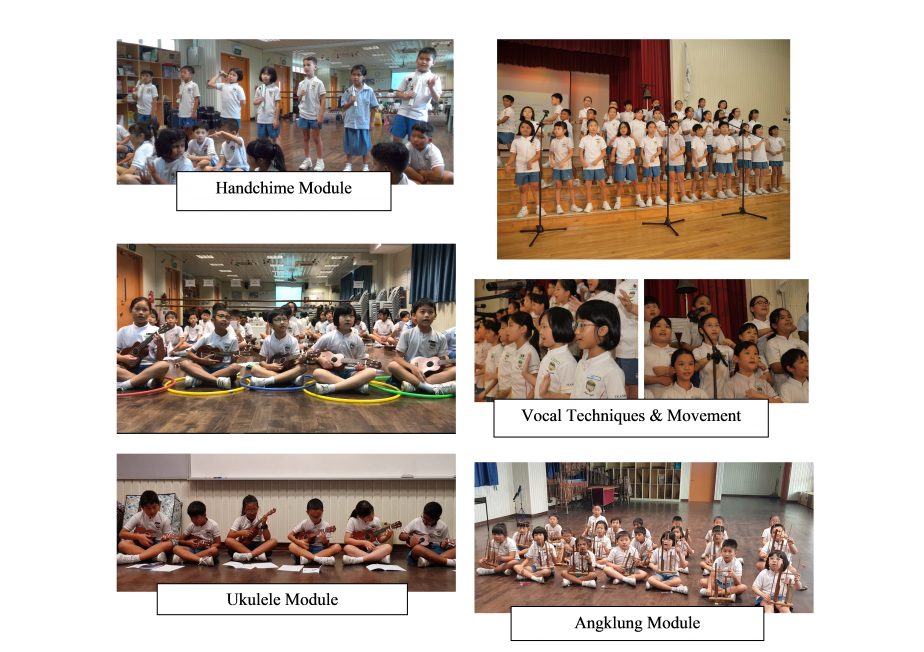 Handchime Module
Vocal Techniques & Movement
Ukulele Module
Angklung Module